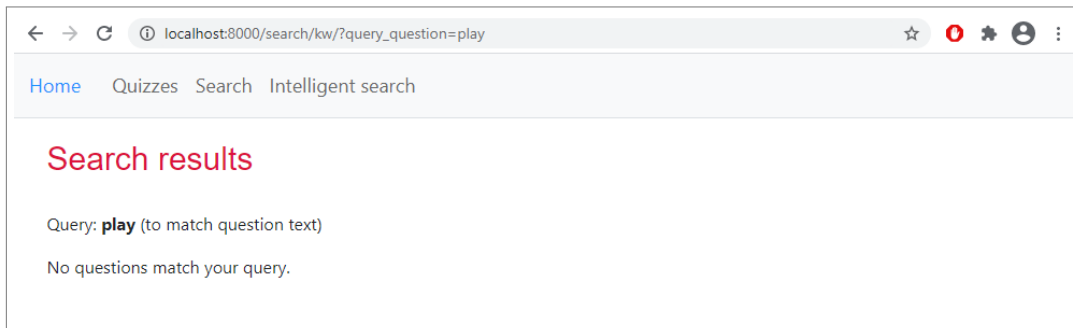 localhost:8000/search/kw/?query_question=play
Home Quizzes Search Intelligent search
Search results
Query: play (to match question text)
No questions match your query.